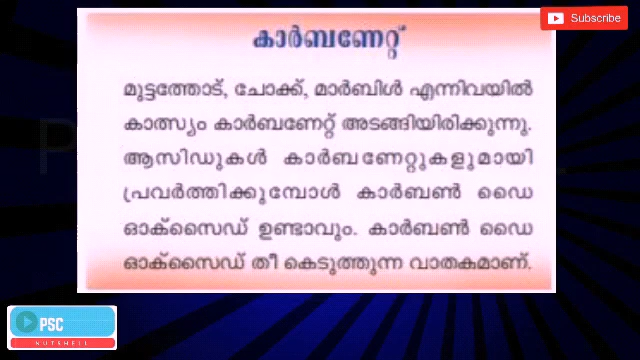 Subscribe
കാർബണേറ്റ്
മുട്ടത്തോട്, ചോക്ക്, മാർബിൾ എന്നിവയിൽ
കാത്സ്യം കാർബണേറ്റ് അടങ്ങിയിരിക്കുന്നു.
ആസിഡുകൾ കാർബണേറ്റുകളുമായി
പ്രവർത്തിക്കുമ്പോൾ കാർബൺ ഡൈ
ഓക്സൈഡ് ഉണ്ടാവും. കാർബൺ ഡൈ
ഓക്സൈഡ് തീ കെടുത്തുന്ന വാതകമാണ്.
PSC
NUTSHELL